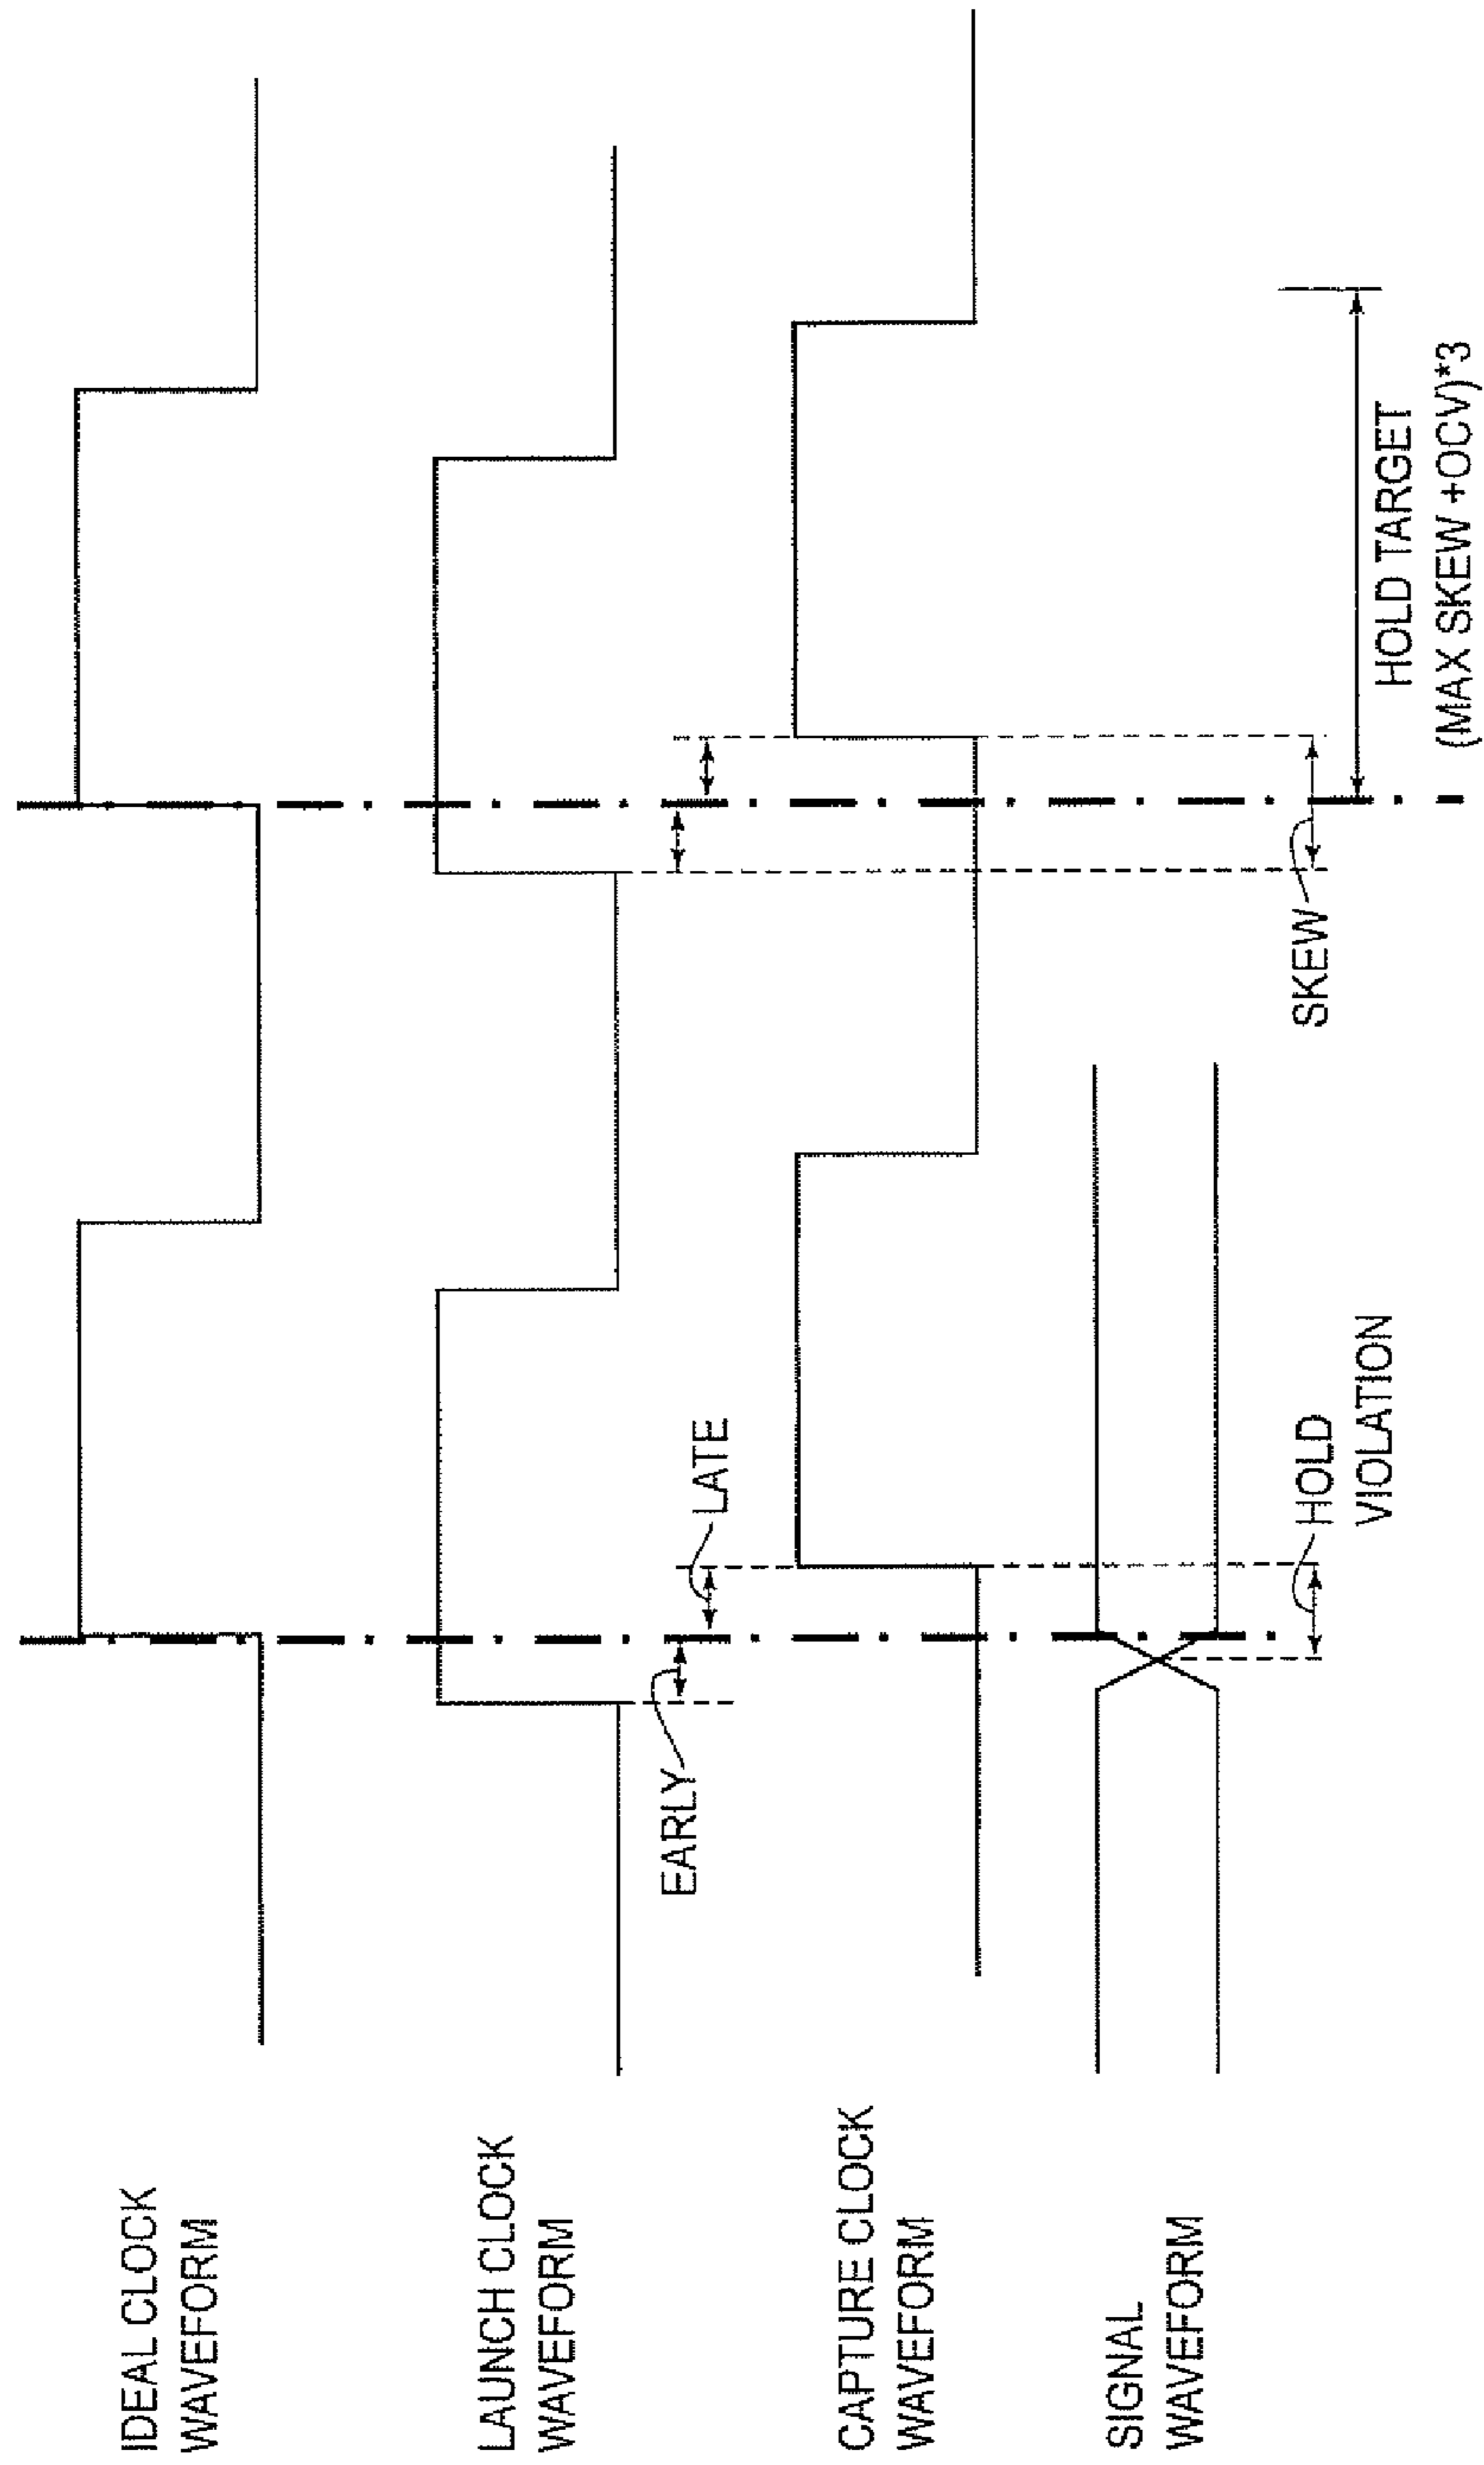 IDEAL CLOCK
WAVEFORM
LAUNCH CLOCK
WAVEFORM
EARLY
LATE
CAPTURE CLOCK
WAVEFORM
SIGNAL
WAVEFORM
HOLD
VIOLATION
SKEW
HOLD TARGET
(MAX SKEW +OCV)*3